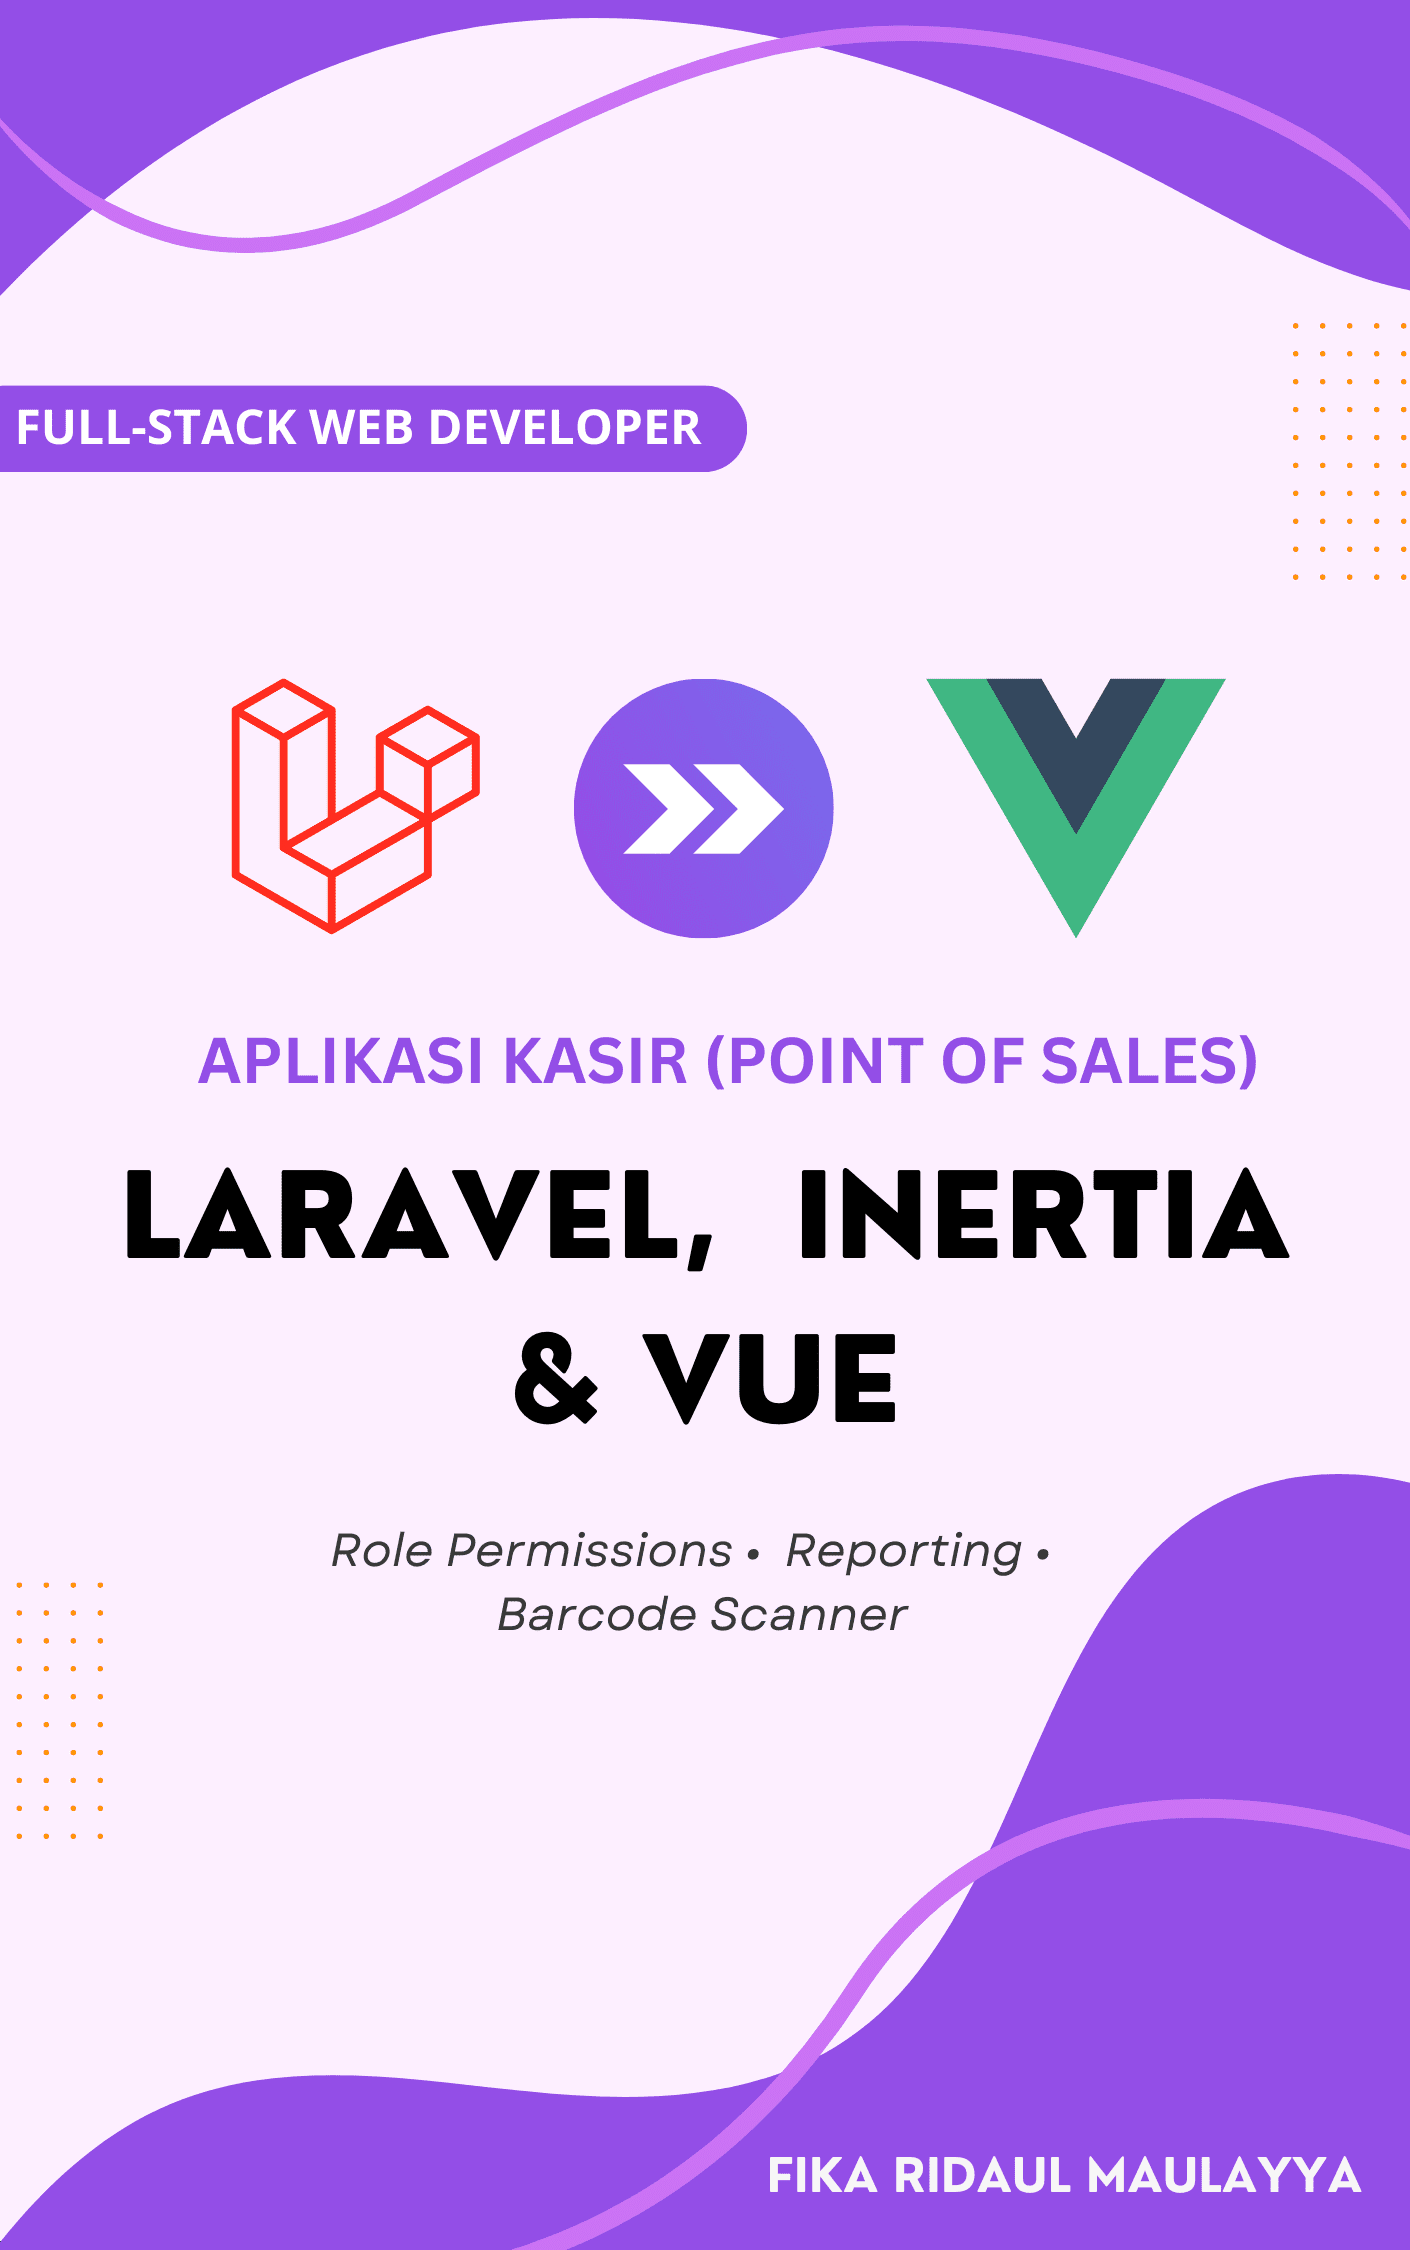 FULL-STACK WEB DEVELOPER
APLIKASI KASIR (POINT OF SALES)
LARAVEL, INERTIA
& VUE
Role Permissions • Reporting •
Barcode Scanner
FIKA RIDAUL MAULAYYA